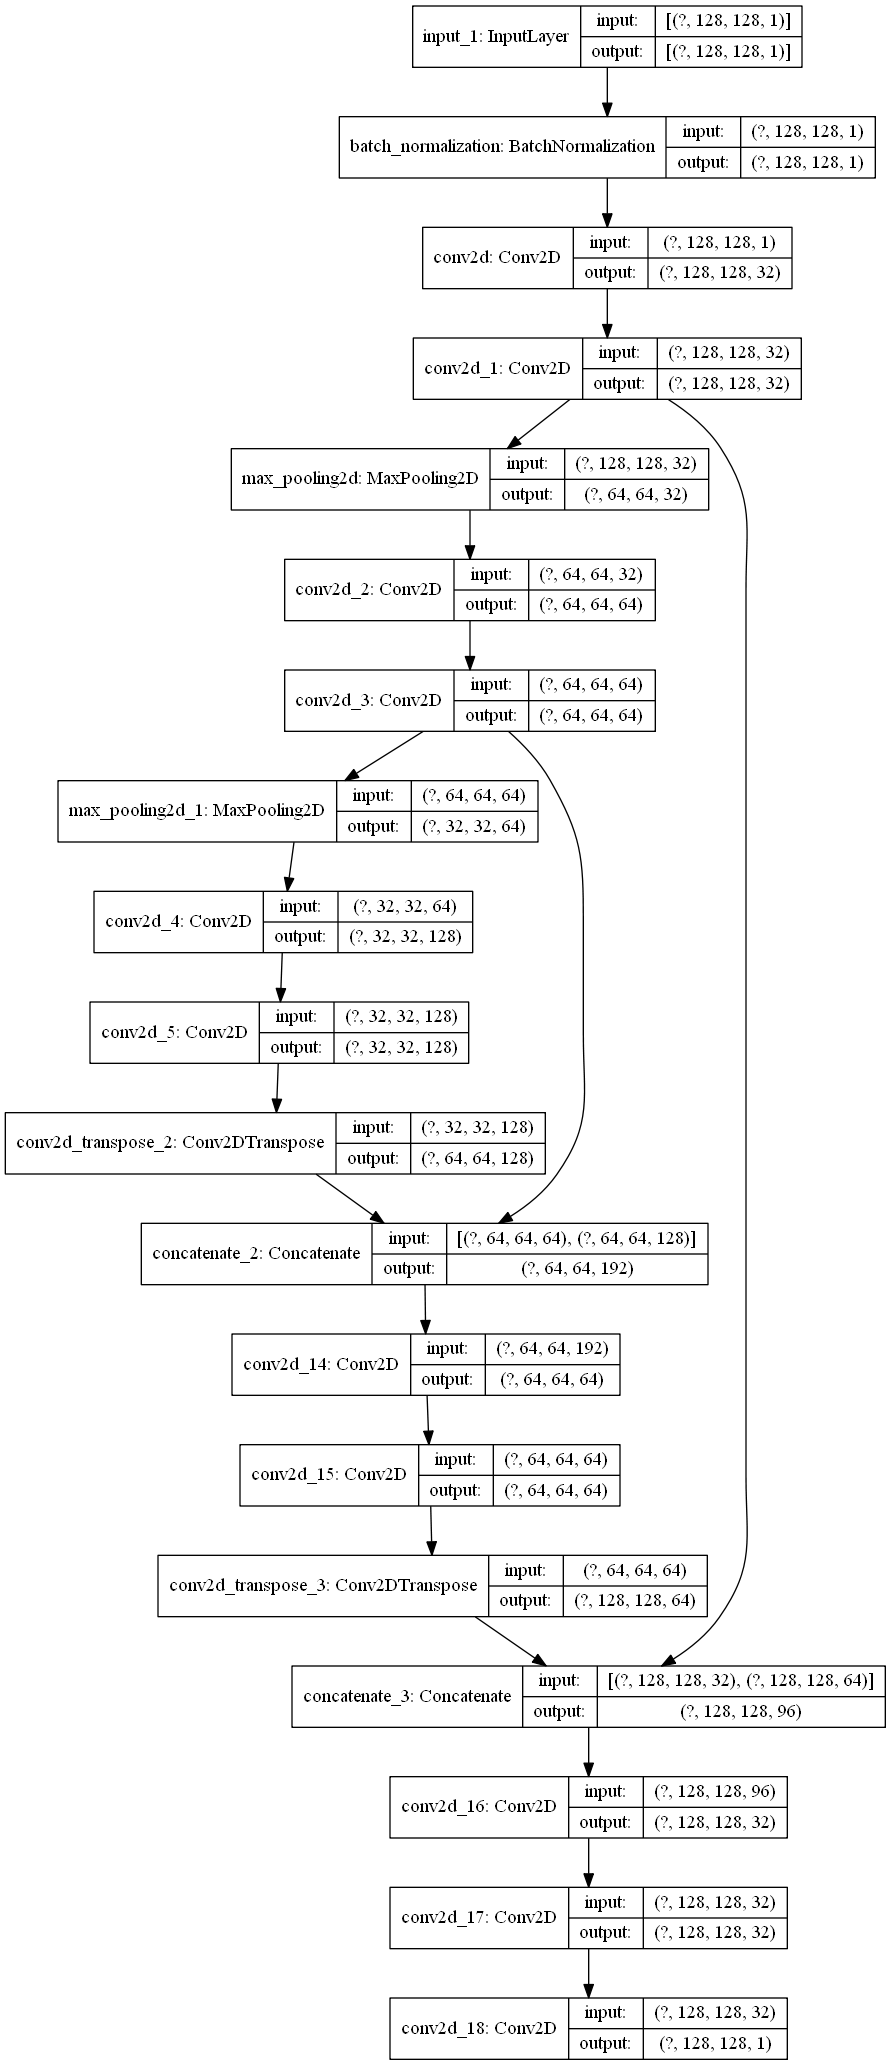 input_1: InputLayer
input:
[(?, 128, 128, 1)]
output:
[(?, 128, 128, 1)]
batch_normalization: BatchNormalization
input:
(?, 128, 128, 1)
output:
(?, 128, 128, 1)
conv2d: Conv2D
input:
(?, 128, 128, 1)
output:
(?, 128, 128, 32)
conv2d_1: Conv2D
input:
(?, 128, 128, 32)
output:
(?, 128, 128, 32)
max_pooling2d: MaxPooling2D
input:
(?, 128, 128, 32)
output:
(?, 64, 64, 32)
conv2d_2: Conv2D
input:
(?, 64, 64, 32)
output:
(?, 64, 64, 64)
conv2d_3: Conv2D
input:
(?, 64, 64, 64)
output:
(?, 64, 64, 64)
max_pooling2d_1: MaxPooling2D
input:
(?, 64, 64, 64)
output:
(?, 32, 32, 64)
conv2d_4: Conv2D
input:
(?, 32, 32, 64)
output:
(?, 32, 32, 128)
conv2d_5: Conv2D
input:
(?, 32, 32, 128)
output:
(?, 32, 32, 128)
conv2d_transpose_2: Conv2DTranspose
input:
(?, 32, 32, 128)
output:
(?, 64, 64, 128)
concatenate_2: Concatenate
input:
[(?, 64, 64, 64), (?, 64, 64, 128)]
output:
(?, 64, 64, 192)
conv2d_14: Conv2D
input:
(?, 64, 64, 192)
output:
(?, 64, 64, 64)
conv2d_15: Conv2D
input:
(?, 64, 64, 64)
output:
(?, 64, 64, 64)
conv2d_transpose_3: Conv2DTranspose
input:
(?, 64, 64, 64)
output:
(?, 128, 128, 64)
concatenate_3: Concatenate
input:
[(?, 128, 128, 32), (?, 128, 128, 64)]
output:
(?, 128, 128, 96)
conv2d_16: Conv2D
input:
(?, 128, 128, 96)
output:
(?, 128, 128, 32)
conv2d_17: Conv2D
input:
(?, 128, 128, 32)
output:
(?, 128, 128, 32)
conv2d_18: Conv2D
input:
(?, 128, 128, 32)
output:
(?, 128, 128, 1)